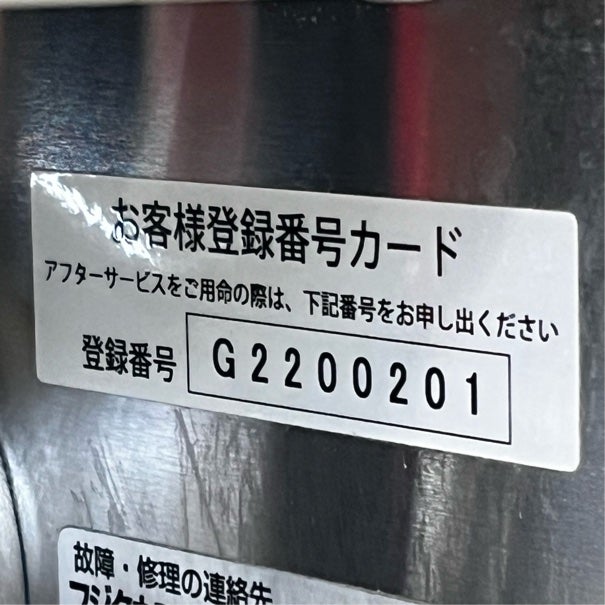 お客様登録番号カード
アフターサービスをご用命の際は、下記番号をお申し出ください
登録番号 G2200201
故障・修理の連絡先